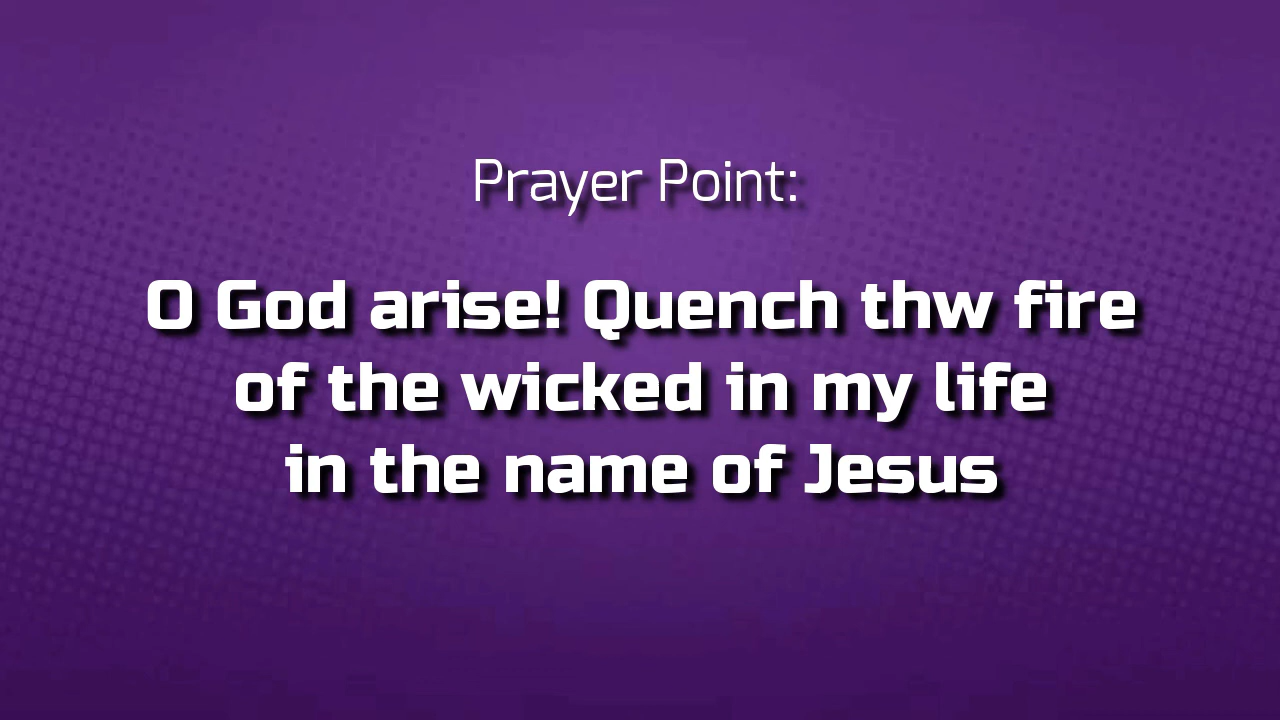 Prayer Point:
O God arise! Quench thw fire
of the wicked in my life
in the name of Jesus